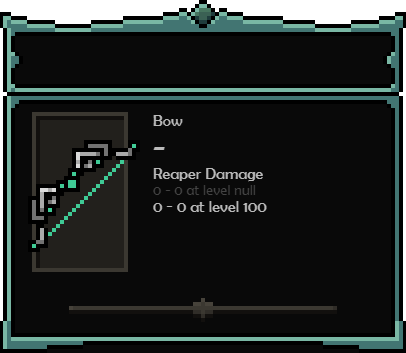 Bow
–
Reaper Damage
0 - 0 at level null
0 - 0 at level 100